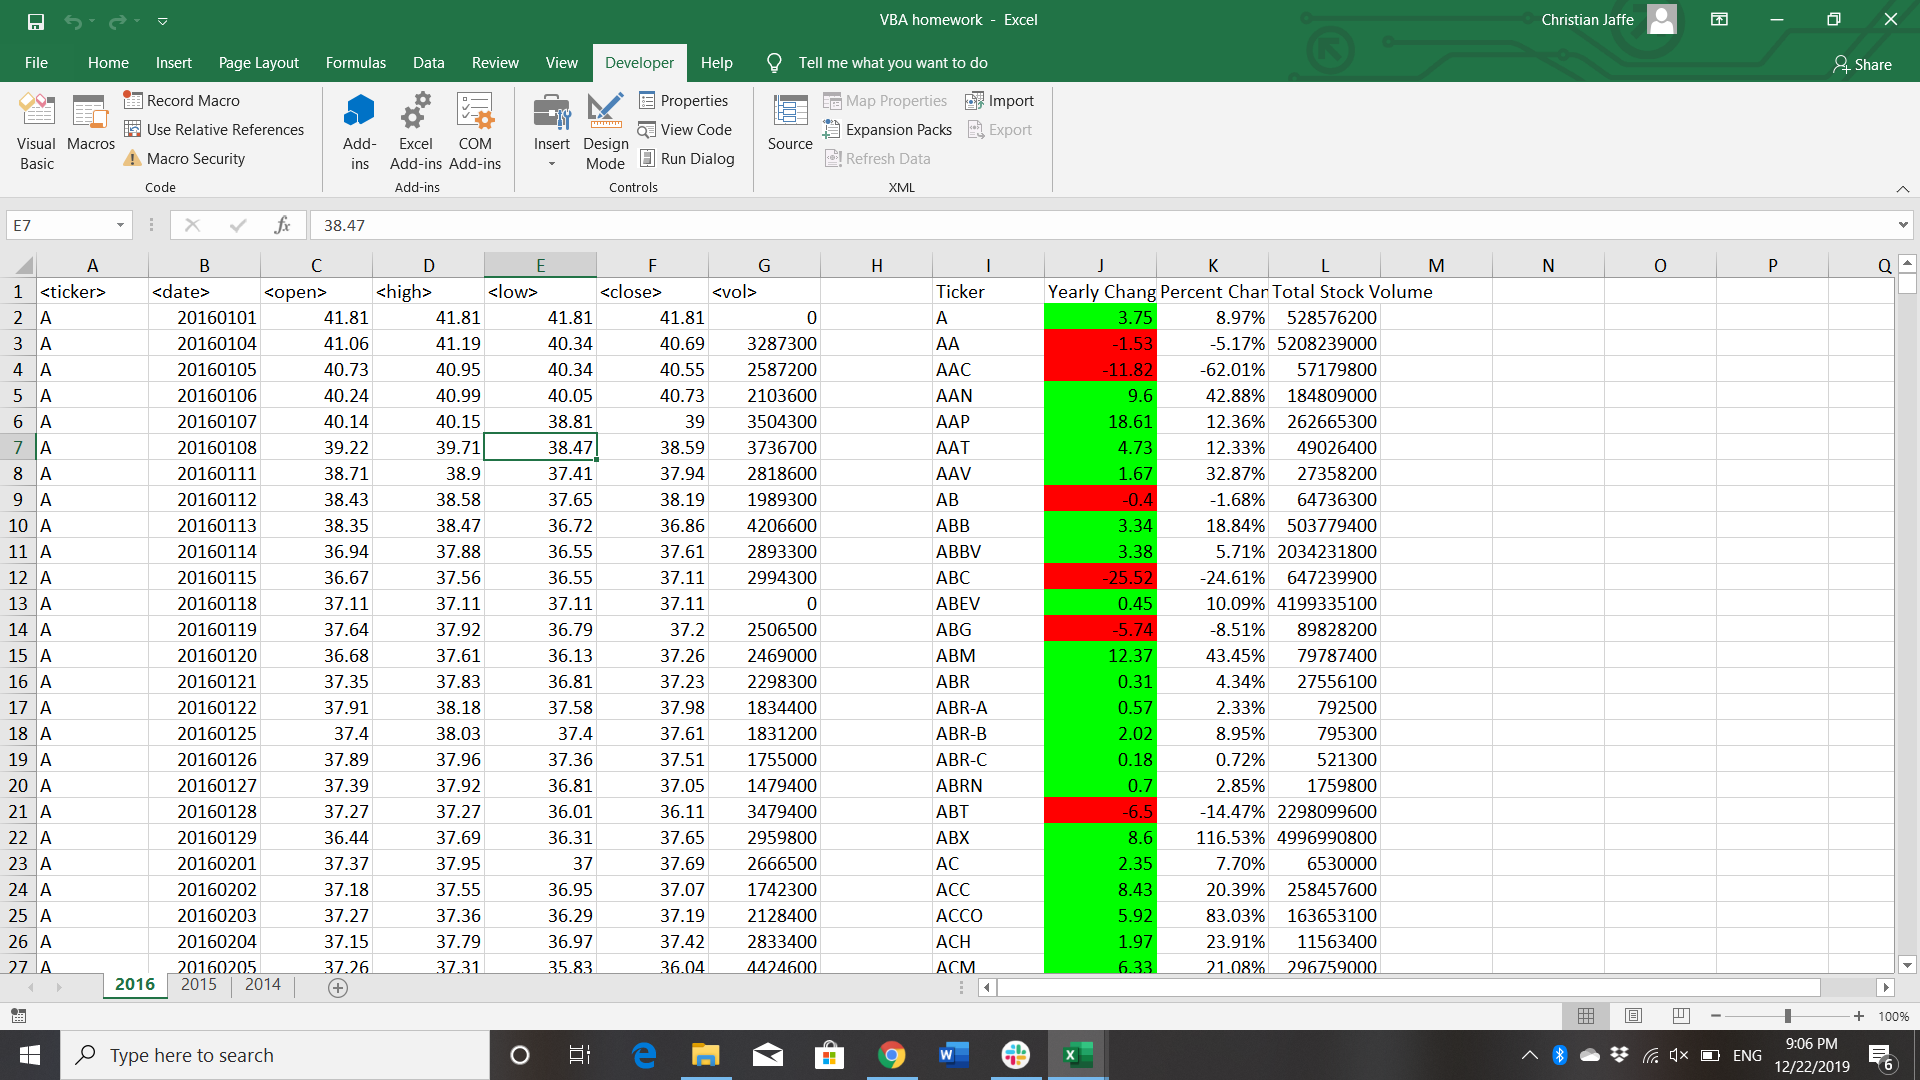 VBA homework - Excel
Christian Jaffe
File Home Insert Page Layout Formulas Data Review View Developer Help Tell me what you want to do Share
Visual Basic
Macros
Record Macro
Use Relative References
Macro Security
Code
Add-ins
Excel Add-ins
COM Add-ins
Add-ins
Insert
Design Mode
Properties
View Code
Run Dialog
Controls
Source
Map Properties
Expansion Packs
Refresh Data
Import
Export
XML
E7 fx 38.47
A B C D E F G H I J K L M N O P Q
1 <ticker> <date> <open> <high> <low> <close> <vol> Ticker Yearly Chang Percent Char Total Stock Volume
2 A 20160101 41.81 41.81 41.81 41.81 0 A 3.75 8.97% 528576200
3 A 20160104 41.06 41.19 40.34 40.69 3287300 AA -1.53 -5.17% 5208239000
4 A 20160105 40.73 40.95 40.34 40.55 2587200 AAC -11.82 -62.01% 57179800
5 A 20160106 40.24 40.99 40.05 40.73 2103600 AAN 9.6 42.88% 184809000
6 A 20160107 40.14 40.15 38.81 39 3504300 AAP 18.61 12.36% 262665300
7 A 20160108 39.22 39.71 38.47 38.59 3736700 AAT 4.73 12.33% 49026400
8 A 20160111 38.71 38.9 37.41 37.94 2818600 AAV 1.67 32.87% 27358200
9 A 20160112 38.43 38.58 37.65 38.19 1989300 AB -0.4 -1.68% 64736300
10 A 20160113 38.35 38.47 36.72 36.86 4206600 ABB 3.34 18.84% 503779400
11 A 20160114 36.94 37.88 36.55 37.61 2893300 ABBV 3.38 5.71% 2034231800
12 A 20160115 36.67 37.56 36.55 37.11 2994300 ABC -25.52 -24.61% 647239900
13 A 20160118 37.11 37.11 37.11 37.11 0 ABEV 0.45 10.09% 4199335100
14 A 20160119 37.64 37.92 36.79 37.2 2506500 ABG -5.74 -8.51% 89828200
15 A 20160120 36.68 37.61 36.13 37.26 2469000 ABM 12.37 43.45% 79787400
16 A 20160121 37.35 37.83 36.81 37.23 2298300 ABR 0.31 4.34% 27556100
17 A 20160122 37.91 38.18 37.58 37.98 1834400 ABR-A 0.57 2.33% 792500
18 A 20160125 37.4 38.03 37.4 37.61 1831200 ABR-B 2.02 8.95% 795300
19 A 20160126 37.89 37.96 37.36 37.51 1755000 ABR-C 0.18 0.72% 521300
20 A 20160127 37.39 37.92 36.81 37.05 1479400 ABRN 0.7 2.85% 1759800
21 A 20160128 37.27 37.27 36.01 36.11 3479400 ABT -6.5 -14.47% 2298099600
22 A 20160129 36.44 37.69 36.31 37.65 2959800 ABX 8.6 116.53% 4996990800
23 A 20160201 37.37 37.95 37 37.69 2666500 AC 2.35 7.70% 6530000
24 A 20160202 37.18 37.55 36.95 37.07 1742300 ACC 8.43 20.39% 258457600
25 A 20160203 37.27 37.36 36.29 37.19 2128400 ACCO 5.92 83.03% 163653100
26 A 20160204 37.15 37.79 36.97 37.42 2833400 ACH 1.97 23.91% 11563400
27 A 20160205 37.26 37.31 35.83 36.04 4424600 ACM 6.33 21.08% 296759000
2016 2015 2014
100%
Type here to search
ENG
9:06 PM
12/22/2019
6